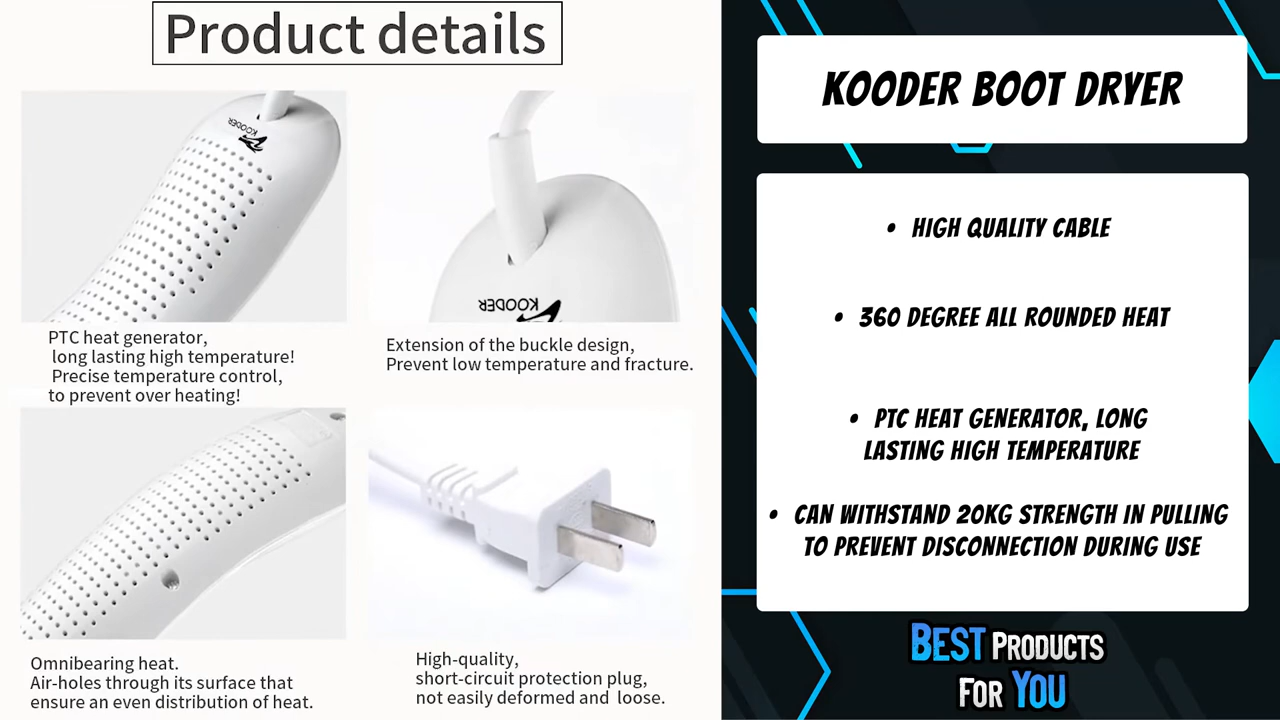 Product details
KOODER
KOODER
PTC heat generator,
long lasting high temperature!
Precise temperature control,
to prevent over heating!
Extension of the buckle design,
Prevent low temperature and fracture.
Omnibearing heat.
Air-holes through its surface that
ensure an even distribution of heat.
High-quality,
short-circuit protection plug,
not easily deformed and loose.
KOODER BOOT DRYER
• HIGH QUALITY CABLE
• 360 DEGREE ALL ROUNDED HEAT
• PTC HEAT GENERATOR, LONG
LASTING HIGH TEMPERATURE
• CAN WITHSTAND 20KG STRENGTH IN PULLING
TO PREVENT DISCONNECTION DURING USE
BEST PRODUCTS
FOR YOU